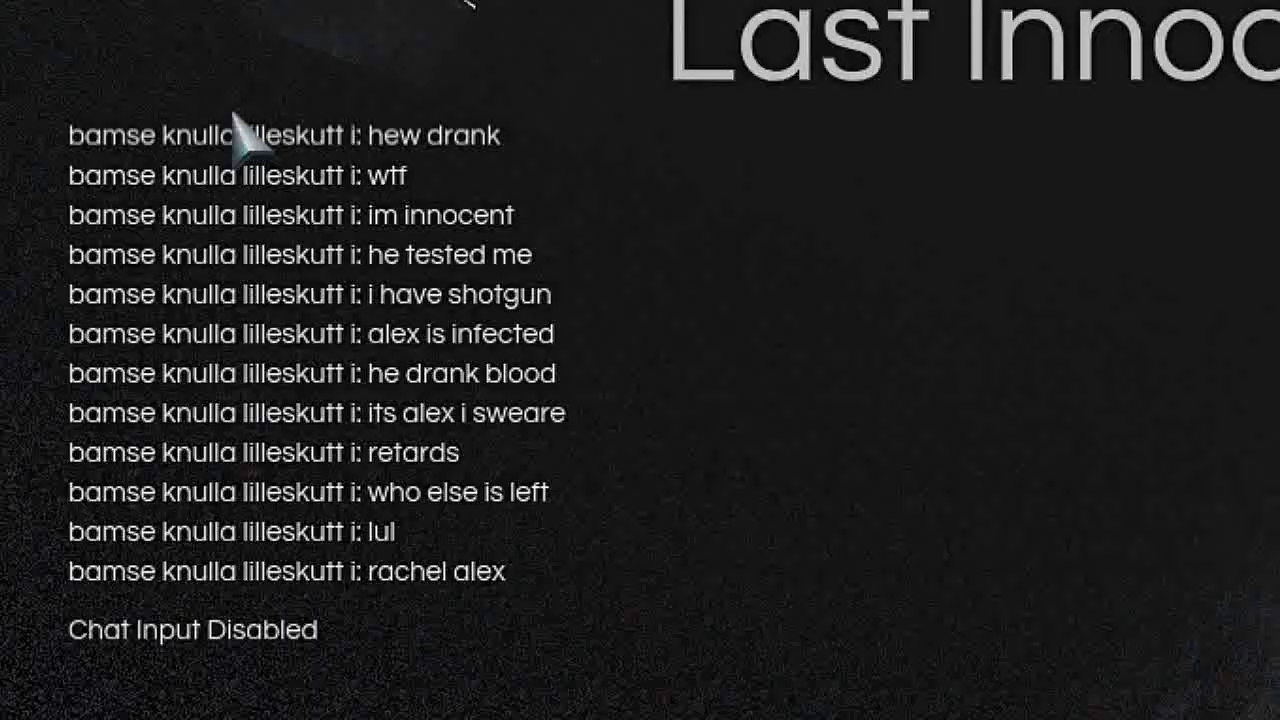 Last Innoc
bamse knulla lilleskutt i: hew drank
bamse knulla lilleskutt i: wtf
bamse knulla lilleskutt i: im innocent
bamse knulla lilleskutt i: he tested me
bamse knulla lilleskutt i: i have shotgun
bamse knulla lilleskutt i: alex is infected
bamse knulla lilleskutt i: he drank blood
bamse knulla lilleskutt i: its alex i sweare
bamse knulla lilleskutt i: retards
bamse knulla lilleskutt i: who else is left
bamse knulla lilleskutt i: lul
bamse knulla lilleskutt i: rachel alex
Chat Input Disabled